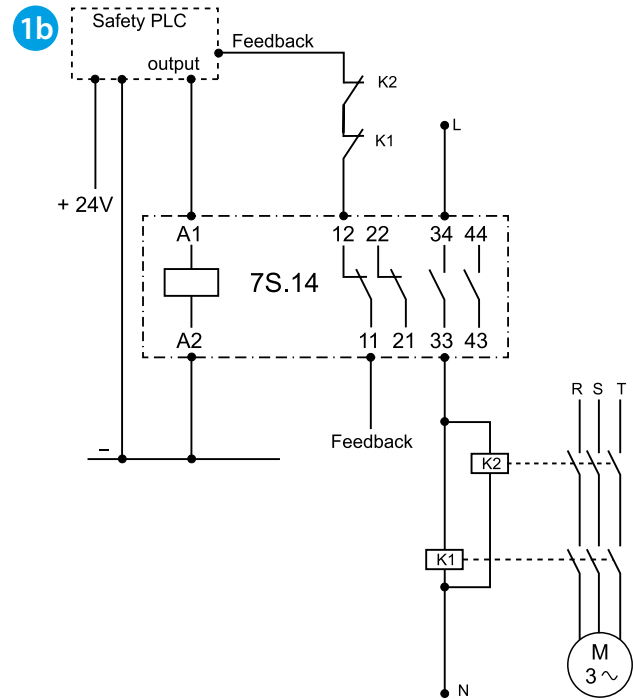 1b
Safety PLC
output
Feedback
K2
K1
L
+ 24V
A1
12 22
34 44
7S.14
A2
11 21
33 43
Feedback
–
R S T
K2
K1
M
3~
N